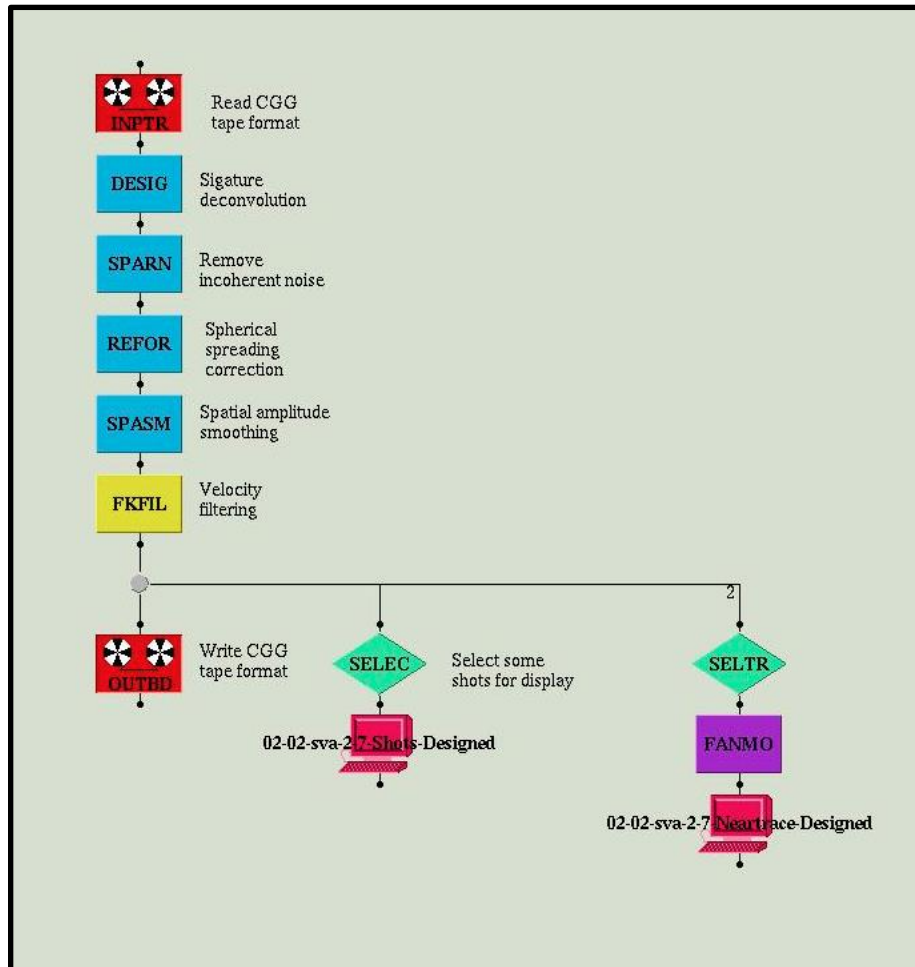 INPTR
Read CGG
tape format
DESIG
Sigature
deconvolution
SPARN
Remove
incoherent noise
REFOR
Spherical
spreading
correction
SPASM
Spatial amplitude
smoothing
FKFIL
Velocity
filtering
2
OUTBD
Write CGG
tape format
SELEC
Select some
shots for display
SELTR
02-02-sva-2-7-Shots-Designed
FANMO
02-02-sva-2-7-Neartrace-Designed